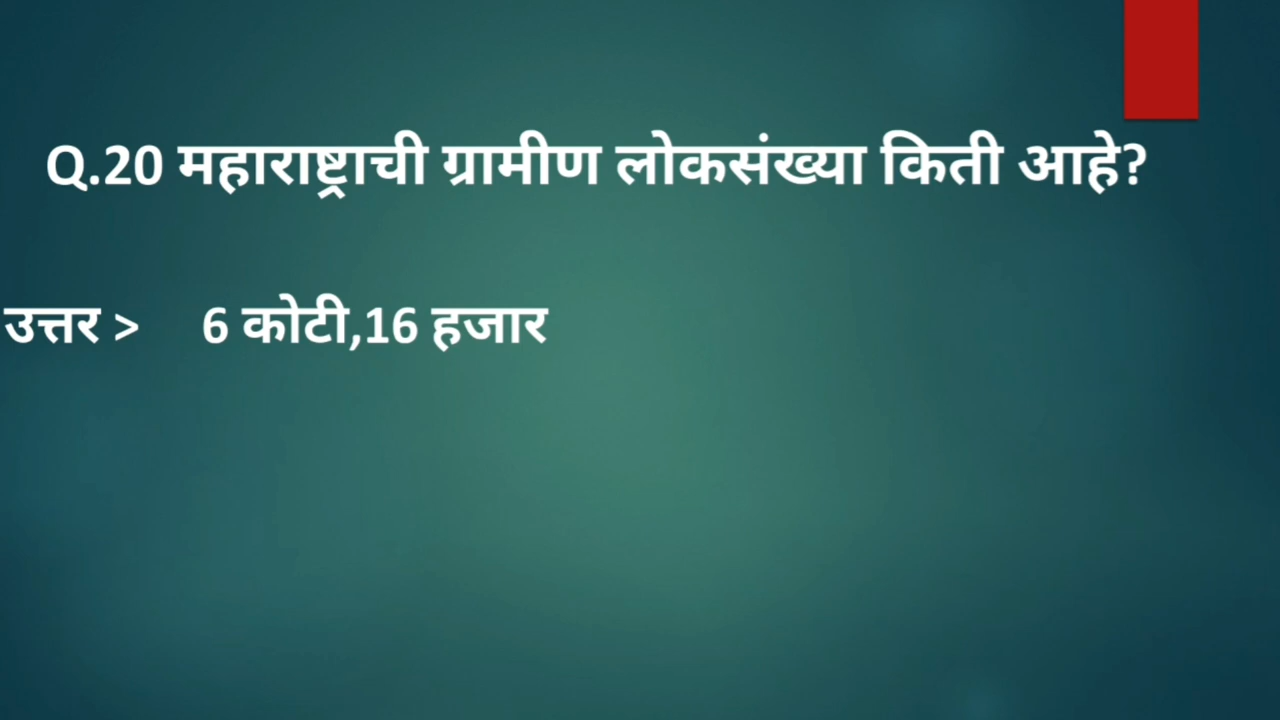 Q.20 महाराष्ट्राची ग्रामीण लोकसंख्या किती आहे?
उत्तर > 6 कोटी,16 हजार